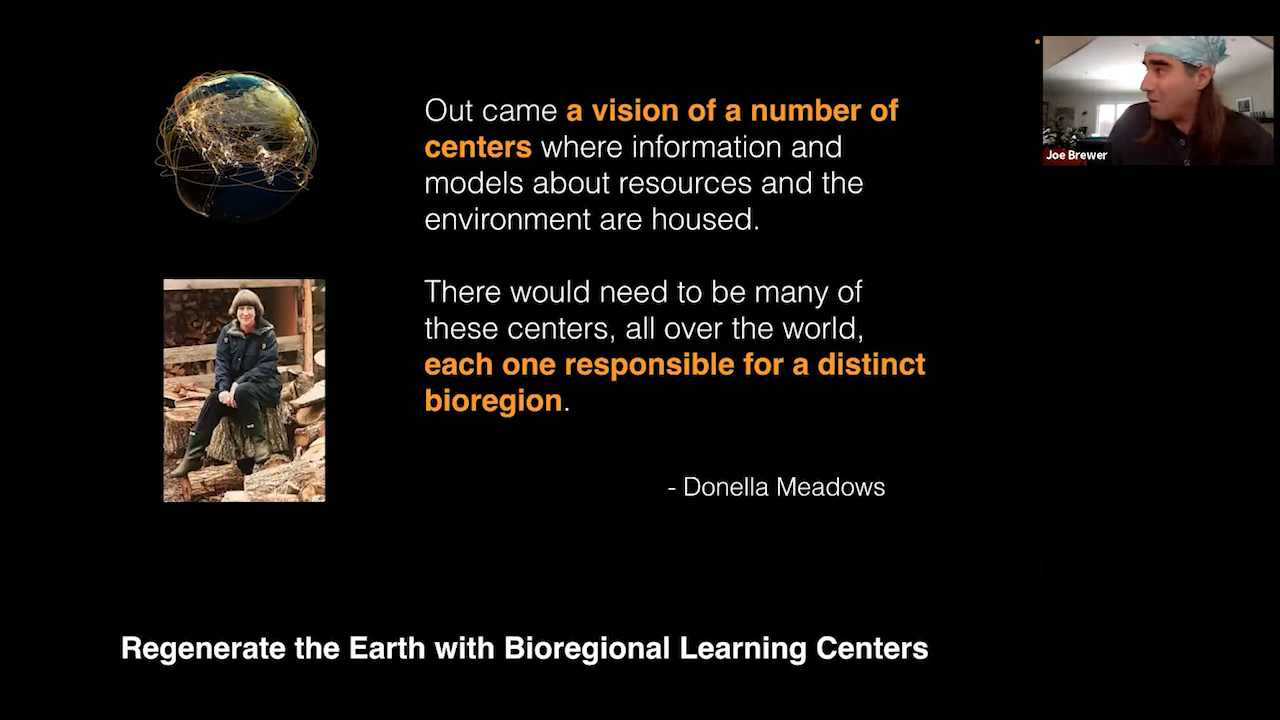 Out came a vision of a number of
centers where information and
models about resources and the
environment are housed.
There would need to be many of
these centers, all over the world,
each one responsible for a distinct
bioregion.
- Donella Meadows
Regenerate the Earth with Bioregional Learning Centers
Joe Brewer